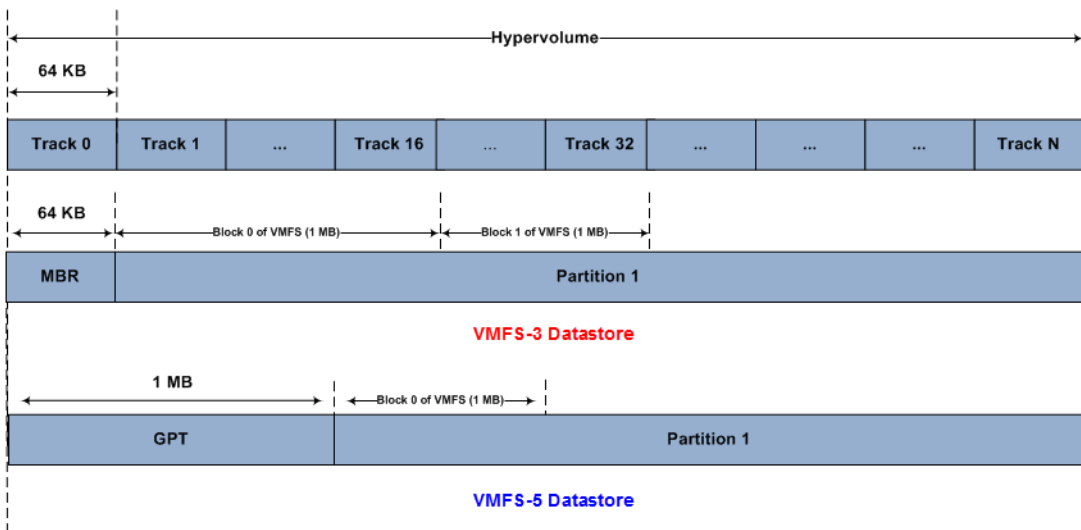 Hypervolume
64 KB
Track 0 Track 1 ... Track 16 ... Track 32 ... ... ... Track N
64 KB
Block 0 of VMFS (1 MB) Block 1 of VMFS (1 MB)
MBR Partition 1
VMFS-3 Datastore
1 MB
Block 0 of VMFS (1 MB)
GPT Partition 1
VMFS-5 Datastore